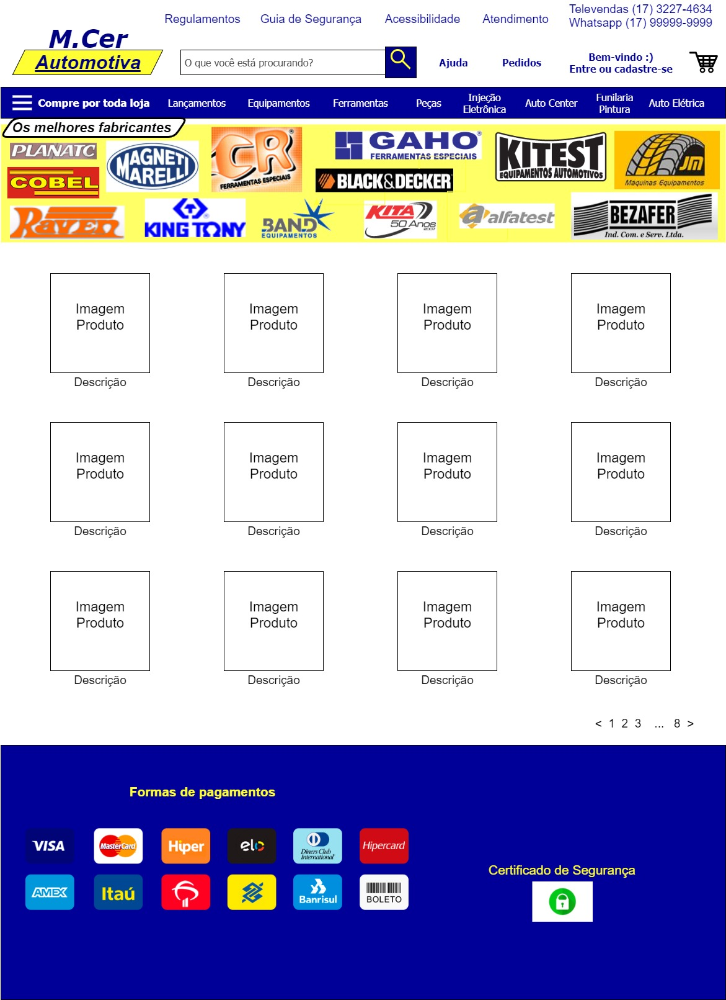 Regulamentos
Guia de Segurança
Acessibilidade
Atendimento
Televendas (17) 3227-4634
Whatsapp (17) 99999-9999
M.Cer
Automotiva
O que você está procurando?
Ajuda
Pedidos
Bem-vindo :)
Entre ou cadastre-se
Compre por toda loja
Lançamentos
Equipamentos
Ferramentas
Peças
Injeção
Eletrônica
Auto Center
Funilaria
Pintura
Auto Elétrica
Os melhores fabricantes
PLANATC
MAGNETI
MARELLI
CR®
FERRAMENTAS ESPECIAIS
GAHO®
FERRAMENTAS ESPECIAIS
KITEST
EQUIPAMENTOS AUTOMOTIVOS
JM
Maquinas Equipamentos
COBEL
BLACK&DECKER
Raven
KING TONY
BAND
EQUIPAMENTOS
KITA
50 Anos
2007
alfatest
BEZAFER
Ind. Com. e Serv. Ltda.
Imagem
Produto
Imagem
Produto
Imagem
Produto
Imagem
Produto
Descrição
Descrição
Descrição
Descrição
Imagem
Produto
Imagem
Produto
Imagem
Produto
Imagem
Produto
Descrição
Descrição
Descrição
Descrição
Imagem
Produto
Imagem
Produto
Imagem
Produto
Imagem
Produto
Descrição
Descrição
Descrição
Descrição
< 1 2 3 ... 8 >
Formas de pagamentos
VISA
MasterCard
Hiper
elo
Diners Club
International
Hipercard
AMEX
Itaú
Banrisul
BOLETO
Certificado de Segurança